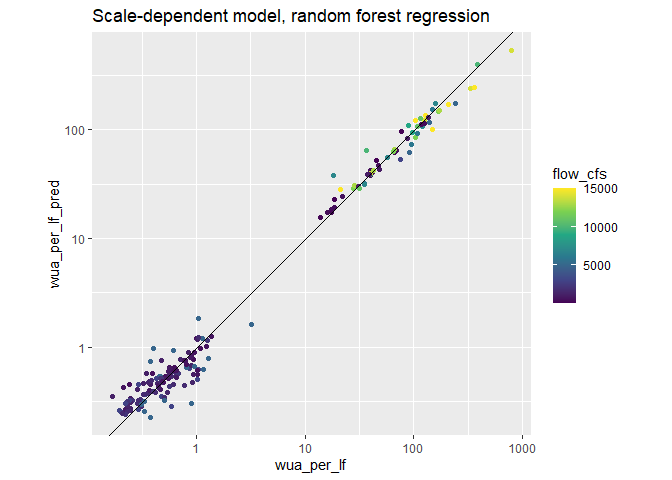 Scale-dependent model, random forest regression
100
10
1
wua_per_lf_pred
1
10
100
1000
wua_per_lf
flow_cfs
15000
10000
5000